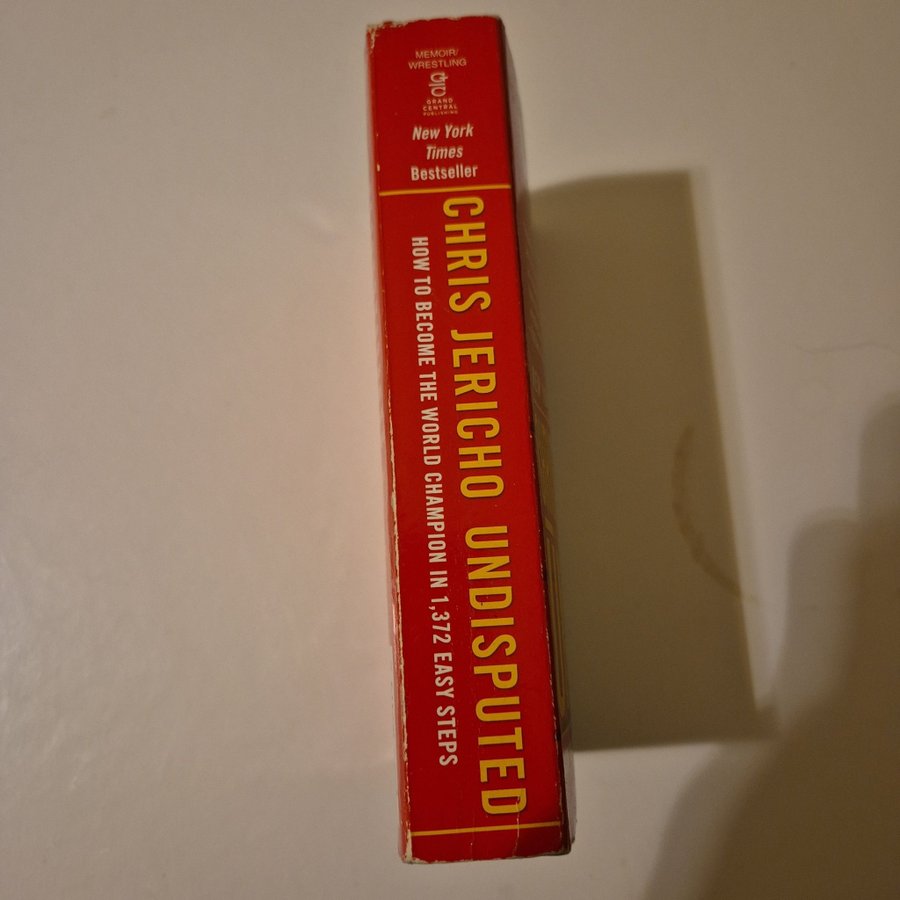 MEMOIR/
WRESTLING
GRAND
CENTRAL
PUBLISHING
New York
Times
Bestseller
CHRIS JERICHO UNDISPUTED
HOW TO BECOME THE WORLD CHAMPION IN 1,372 EASY STEPS